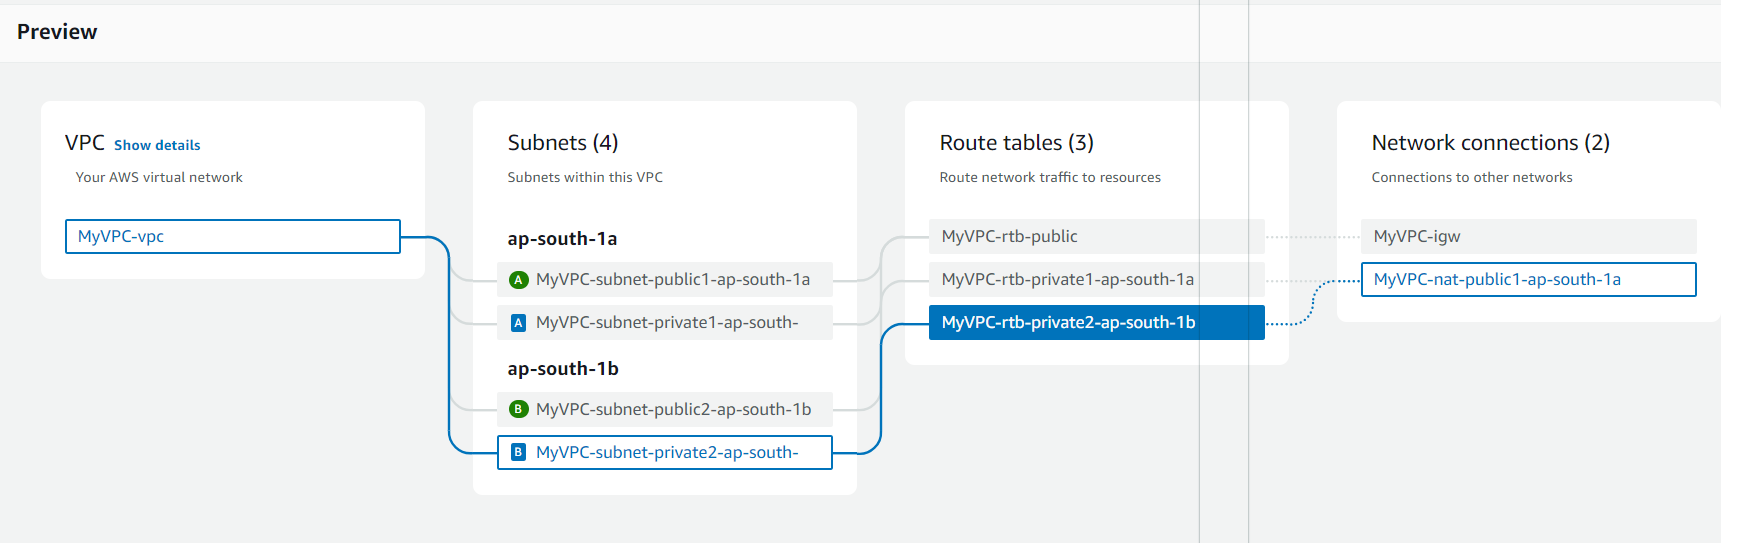 Preview
VPC Show details
Your AWS virtual network
MyVPC-vpc
Subnets (4)
Subnets within this VPC
ap-south-1a
A MyVPC-subnet-public1-ap-south-1a
A MyVPC-subnet-private1-ap-south-
ap-south-1b
B MyVPC-subnet-public2-ap-south-1b
B MyVPC-subnet-private2-ap-south-
Route tables (3)
Route network traffic to resources
MyVPC-rtb-public
MyVPC-rtb-private1-ap-south-1a
MyVPC-rtb-private2-ap-south-1b
Network connections (2)
Connections to other networks
MyVPC-igw
MyVPC-nat-public1-ap-south-1a